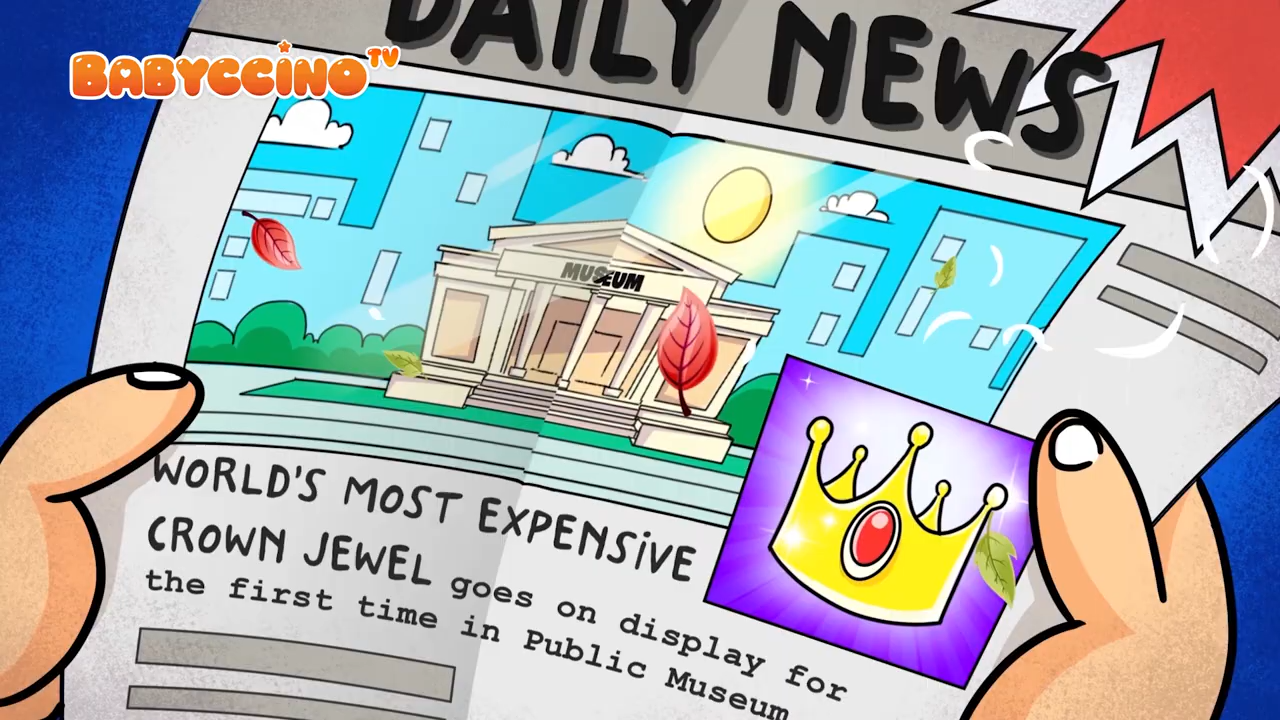 DAILY NEWS
BABYCCINO TV
MUSEUM
WORLD'S MOST EXPENSIVE
CROWN JEWEL goes on display for
the first time in Public Museum